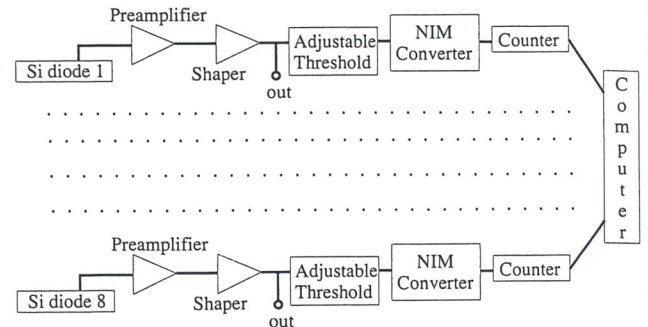 Preamplifier
Si diode 1
Shaper
out
Adjustable
Threshold
NIM
Converter
Counter
Computer
Preamplifier
Si diode 8
Shaper
out
Adjustable
Threshold
NIM
Converter
Counter